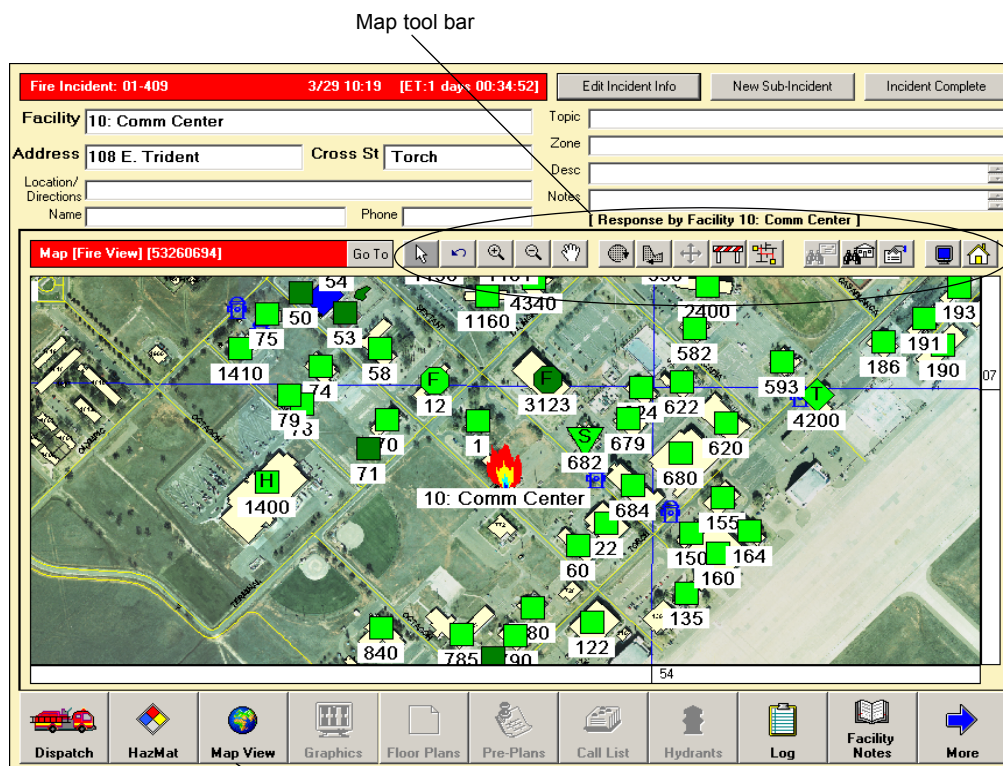 Map tool bar
Fire Incident: 01-409 3/29 10:19 [ET:1 days 00:34:52] Edit Incident Info New Sub-Incident Incident Complete
Facility 10: Comm Center Topic
Zone
Address 108 E. Trident Cross St Torch
Desc
Location/
Directions
Notes
Name Phone
[ Response by Facility 10: Comm Center ]
Map [Fire View] [53260694] Go To
54
50
75
53
4340
1160
2400
193
191
582
1410
58
186
190
74
593
07
F
F
12
3123
622
T
4200
79
73
70
1
24
679
620
S
71
682
680
H
1400
10: Comm Center
684
155
22
150
164
60
160
TERMINAL
TORCH
OCTAGON
135
80
122
840
785
790
54
Dispatch HazMat Map View Graphics Floor Plans Pre-Plans Call List Hydrants Log Facility Notes More